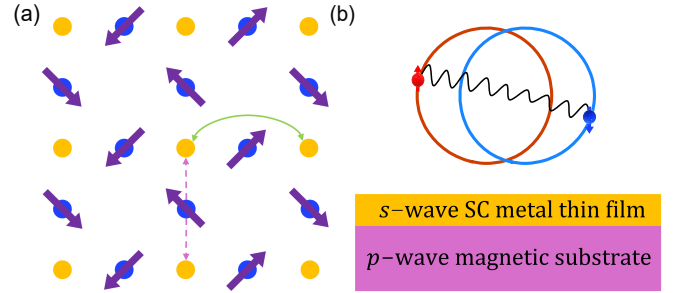 (a)
(b)
s−wave SC metal thin film
p−wave magnetic substrate